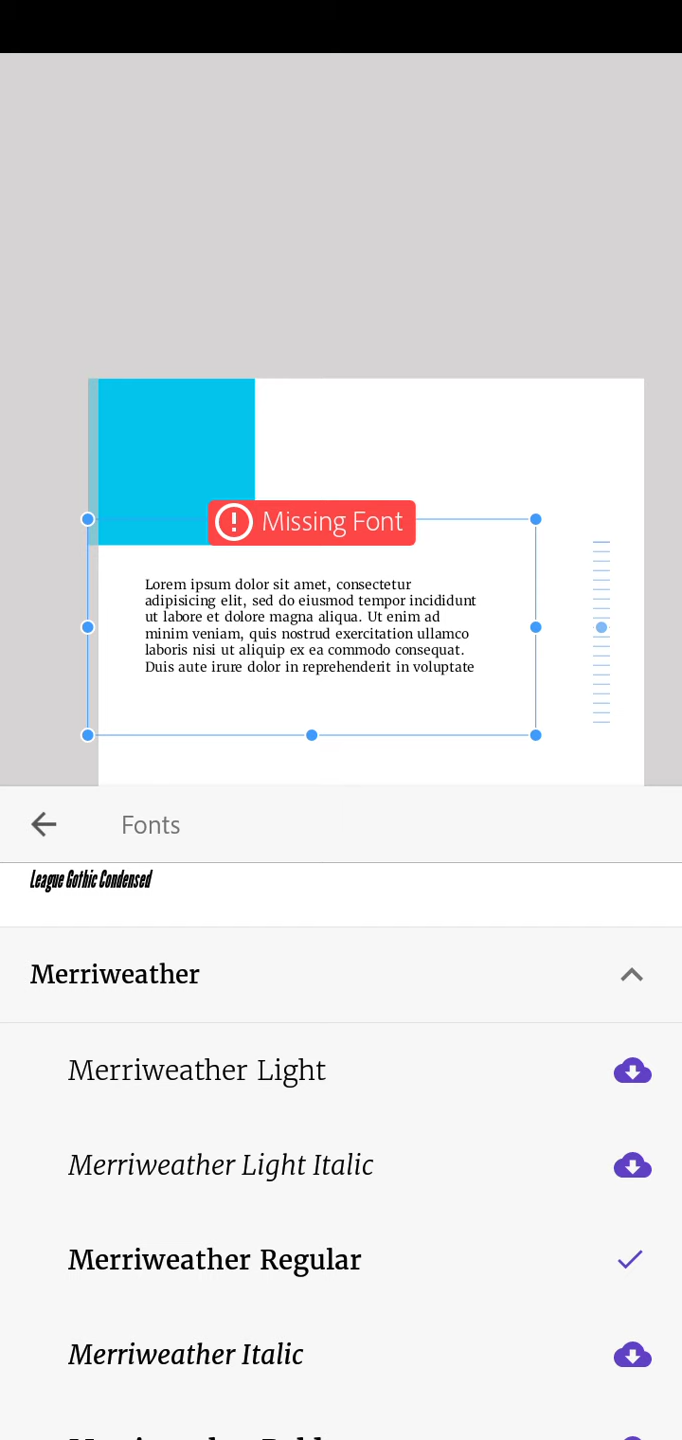 Missing Font
Lorem ipsum dolor sit amet, consectetur
adipisicing elit, sed do eiusmod tempor incididunt
ut labore et dolore magna aliqua. Ut enim ad
minim veniam, quis nostrud exercitation ullamco
laboris nisi ut aliquip ex ea commodo consequat.
Duis aute irure dolor in reprehenderit in voluptate
Fonts
League Gothic Condensed
Merriweather
Merriweather Light
Merriweather Light Italic
Merriweather Regular
Merriweather Italic